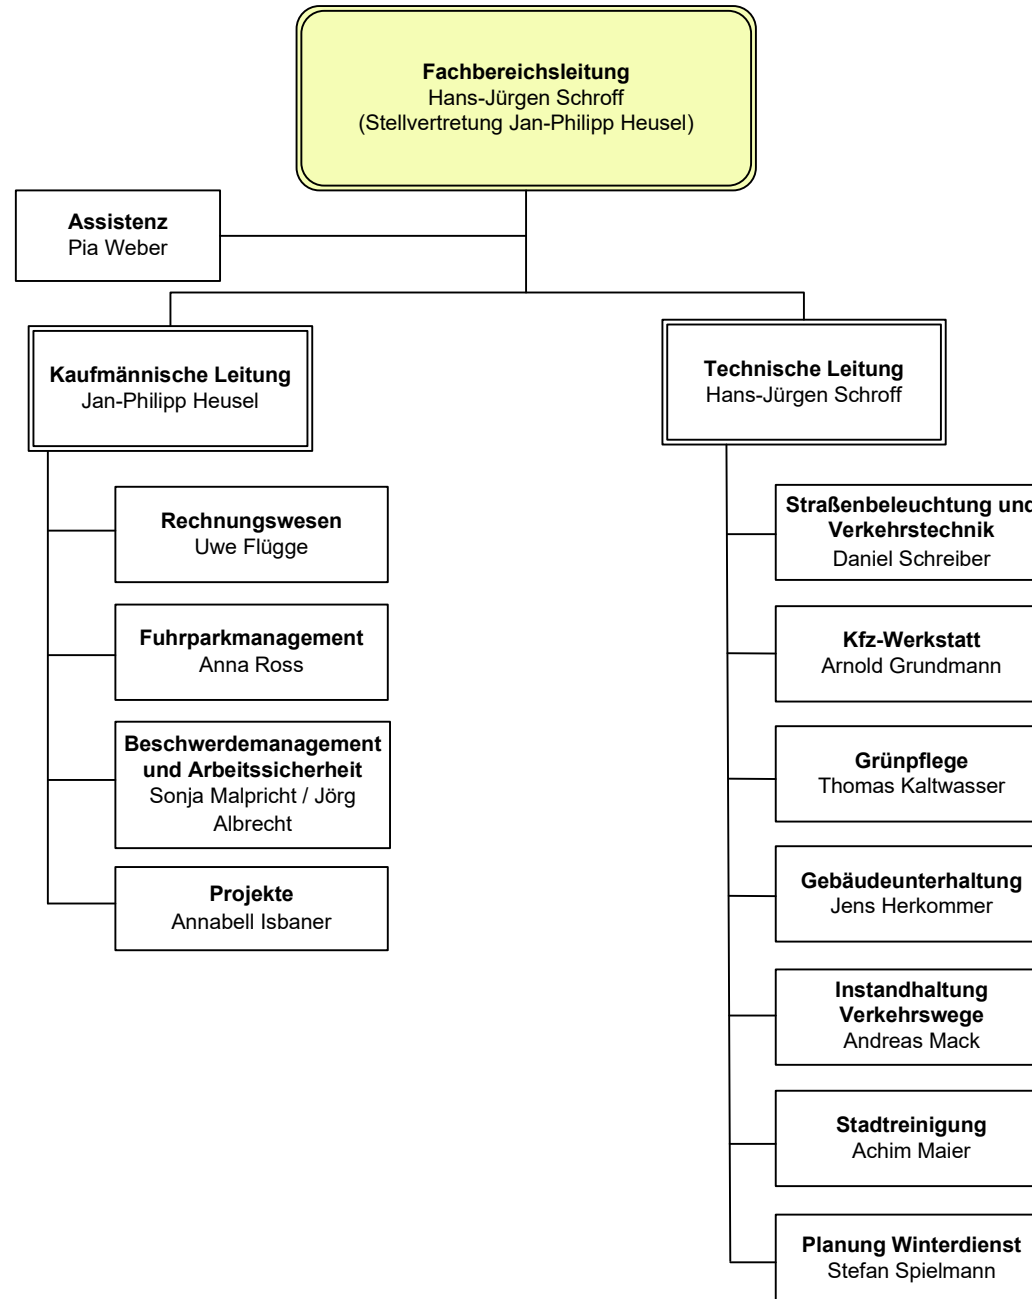 Fachbereichsleitung
Hans-Jürgen Schroff
(Stellvertretung Jan-Philipp Heusel)
Assistenz
Pia Weber
Kaufmännische Leitung
Jan-Philipp Heusel
Rechnungswesen
Uwe Flügge
Fuhrparkmanagement
Anna Ross
Beschwerdemanagement
und Arbeitssicherheit
Sonja Malpricht / Jörg
Albrecht
Projekte
Annabell Isbaner
Technische Leitung
Hans-Jürgen Schroff
Straßenbeleuchtung und
Verkehrstechnik
Daniel Schreiber
Kfz-Werkstatt
Arnold Grundmann
Grünpflege
Thomas Kaltwasser
Gebäudeunterhaltung
Jens Herkommer
Instandhaltung
Verkehrswege
Andreas Mack
Stadtreinigung
Achim Maier
Planung Winterdienst
Stefan Spielmann